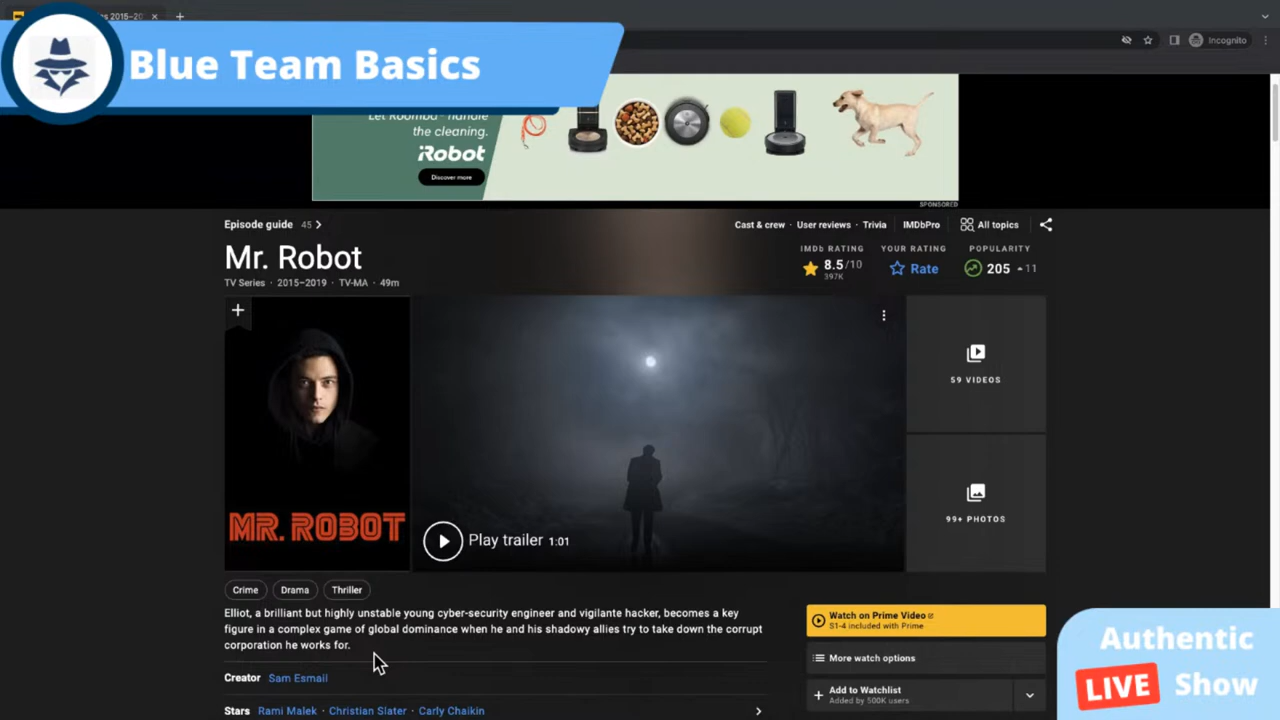 s 2015–20
Incognito
Blue Team Basics
Let Roomba® handle
the cleaning.
iRobot
Discover more
SPONSORED
Episode guide 45
Cast & crew · User reviews · Trivia IMDbPro All topics
Mr. Robot
TV Series · 2015–2019 · TV-MA · 49m
IMDb RATING YOUR RATING POPULARITY
8.5/10 Rate 205 11
397K
59 VIDEOS
99+ PHOTOS
MR. ROBOT
Play trailer 1:01
Crime Drama Thriller
Elliot, a brilliant but highly unstable young cyber-security engineer and vigilante hacker, becomes a key
figure in a complex game of global dominance when he and his shadowy allies try to take down the corrupt
corporation he works for.
Creator Sam Esmail
Stars Rami Malek · Christian Slater · Carly Chaikin
Watch on Prime Video
S1-4 included with Prime
More watch options
Add to Watchlist
Added by 500K users
Authentic
LIVE Show